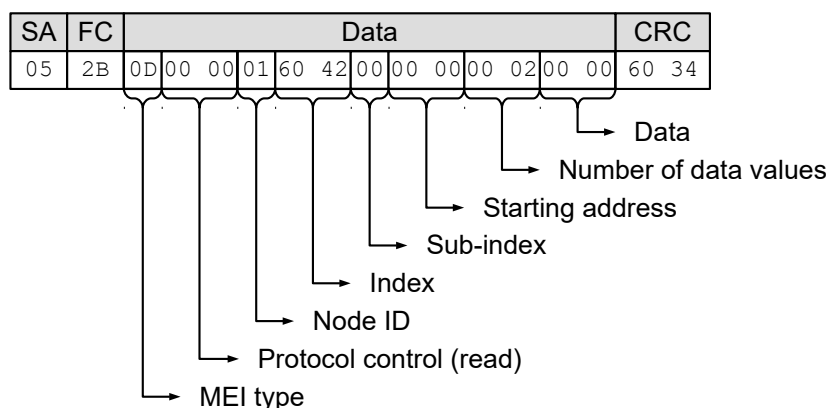 SA FC Data CRC
05 2B 0D 00 00 01 60 42 00 00 00 00 02 00 00 60 34
Data
Number of data values
Starting address
Sub-index
Index
Node ID
Protocol control (read)
MEI type